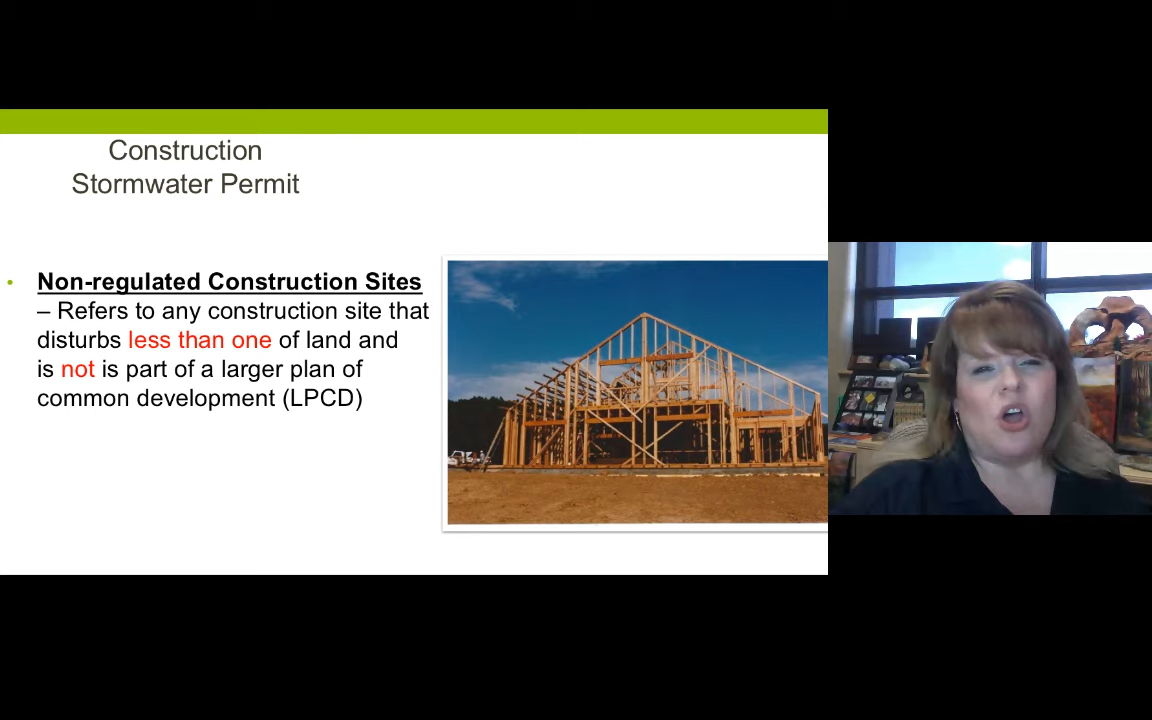 Construction
Stormwater Permit
• Non-regulated Construction Sites
– Refers to any construction site that
disturbs less than one of land and
is not is part of a larger plan of
common development (LPCD)